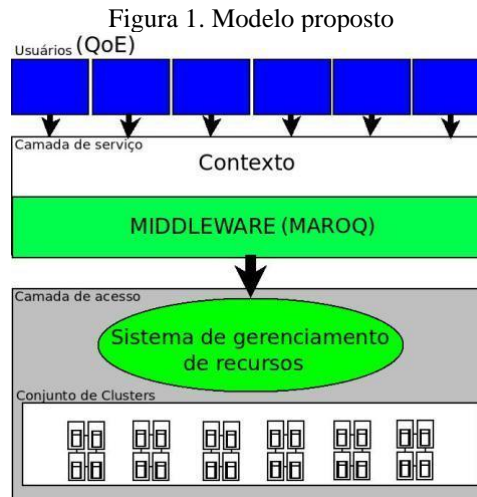 Figura 1. Modelo proposto
Usuários (QoE)
Camada de serviço
Contexto
MIDDLEWARE (MAROQ)
Camada de acesso
Sistema de gerenciamento
de recursos
Conjunto de Clusters